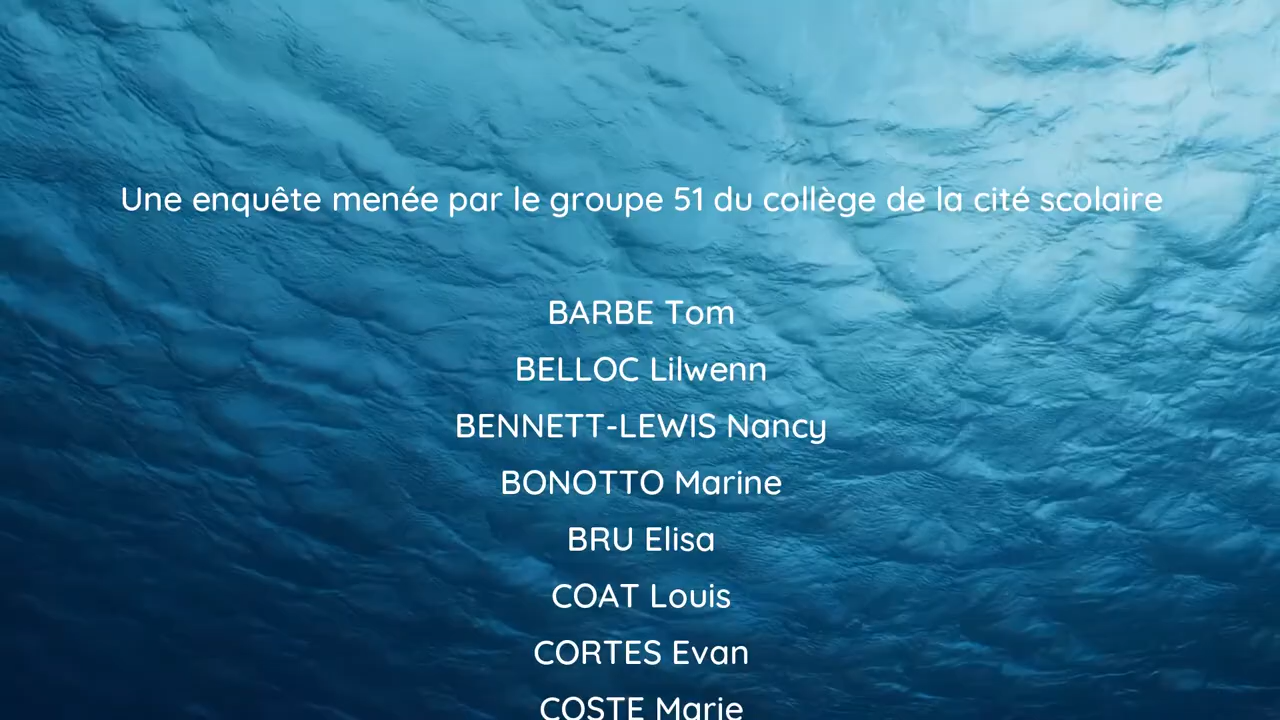 Une enquête menée par le groupe 51 du collège de la cité scolaire
BARBE Tom
BELLOC Lilwenn
BENNETT-LEWIS Nancy
BONOTTO Marine
BRU Elisa
COAT Louis
CORTES Evan
COSTE Marie